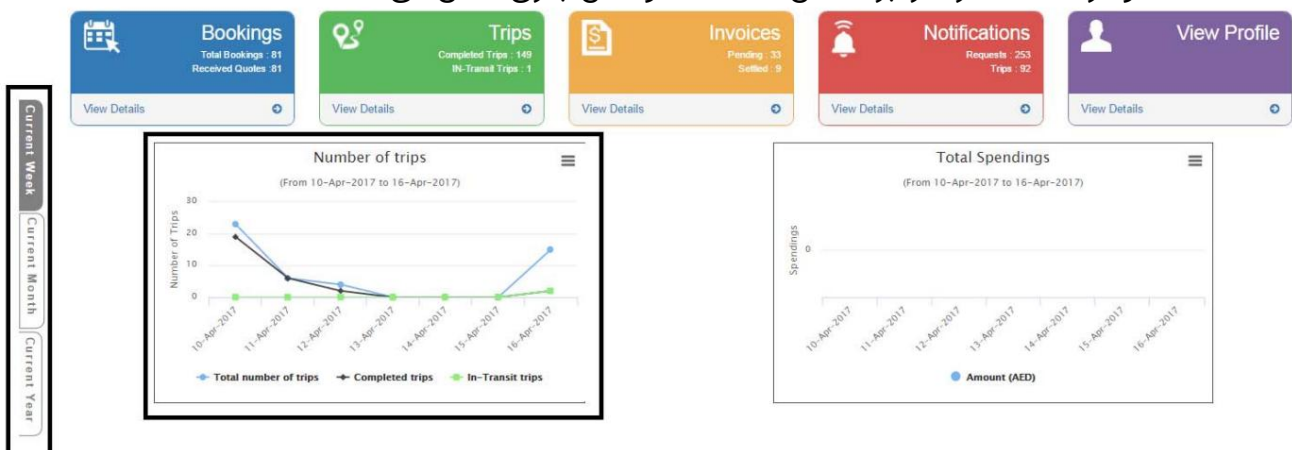 Bookings
Total Bookings : 81
Received Quotes :81
View Details
Trips
Completed Trips : 149
IN-Transit Trips : 1
View Details
Invoices
Pending : 33
Settled : 9
View Details
Notifications
Requests : 253
Trips : 92
View Details
View Profile
View Details
Current Week
Current Month
Current Year
Number of trips
(From 10-Apr-2017 to 16-Apr-2017)
Number of Trips
30
20
10
0
10-Apr-2017
11-Apr-2017
12-Apr-2017
13-Apr-2017
14-Apr-2017
15-Apr-2017
16-Apr-2017
Total number of trips
Completed trips
In-Transit trips
Total Spendings
(From 10-Apr-2017 to 16-Apr-2017)
Spendings
0
10-Apr-2017
11-Apr-2017
12-Apr-2017
13-Apr-2017
14-Apr-2017
15-Apr-2017
16-Apr-2017
Amount (AED)